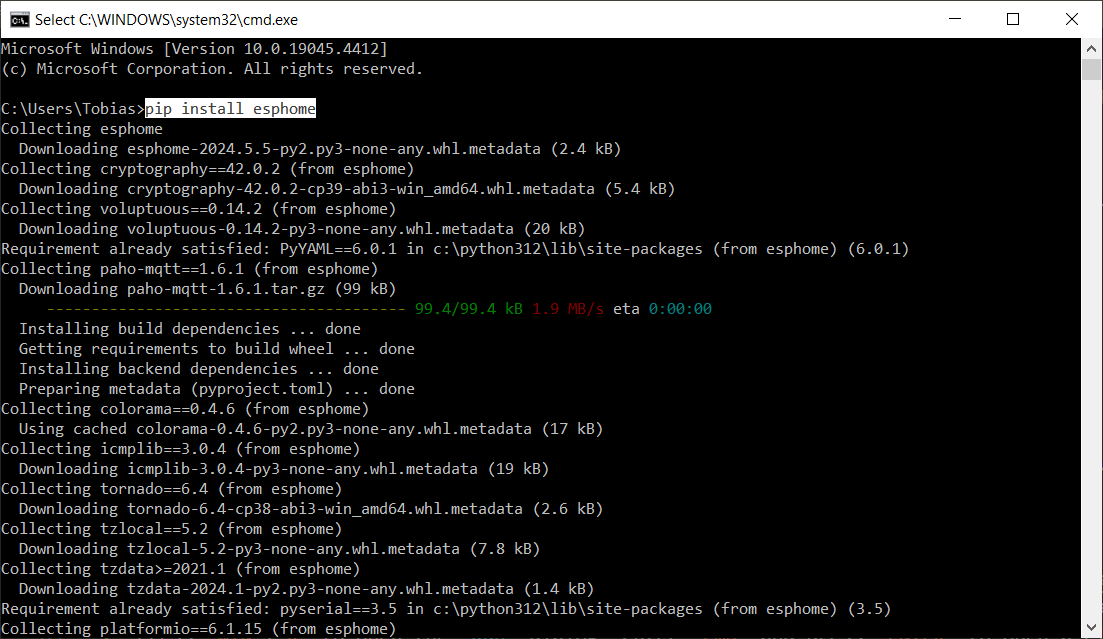 Select C:\WINDOWS\system32\cmd.exe
Microsoft Windows [Version 10.0.19045.4412]
(c) Microsoft Corporation. All rights reserved.
C:\Users\Tobias>pip install esphome
Collecting esphome
  Downloading esphome-2024.5.5-py2.py3-none-any.whl.metadata (2.4 kB)
Collecting cryptography==42.0.2 (from esphome)
  Downloading cryptography-42.0.2-cp39-abi3-win_amd64.whl.metadata (5.4 kB)
Collecting voluptuous==0.14.2 (from esphome)
  Downloading voluptuous-0.14.2-py3-none-any.whl.metadata (20 kB)
Requirement already satisfied: PyYAML==6.0.1 in c:\python312\lib\site-packages (from esphome) (6.0.1)
Collecting paho-mqtt==1.6.1 (from esphome)
  Downloading paho-mqtt-1.6.1.tar.gz (99 kB)
     ---------------------------------------- 99.4/99.4 kB 1.9 MB/s eta 0:00:00
  Installing build dependencies ... done
  Getting requirements to build wheel ... done
  Installing backend dependencies ... done
  Preparing metadata (pyproject.toml) ... done
Collecting colorama==0.4.6 (from esphome)
  Using cached colorama-0.4.6-py2.py3-none-any.whl.metadata (17 kB)
Collecting icmplib==3.0.4 (from esphome)
  Downloading icmplib-3.0.4-py3-none-any.whl.metadata (19 kB)
Collecting tornado==6.4 (from esphome)
  Downloading tornado-6.4-cp38-abi3-win_amd64.whl.metadata (2.6 kB)
Collecting tzlocal==5.2 (from esphome)
  Downloading tzlocal-5.2-py3-none-any.whl.metadata (7.8 kB)
Collecting tzdata>=2021.1 (from esphome)
  Downloading tzdata-2024.1-py2.py3-none-any.whl.metadata (1.4 kB)
Requirement already satisfied: pyserial==3.5 in c:\python312\lib\site-packages (from esphome) (3.5)
Collecting platformio==6.1.15 (from esphome)